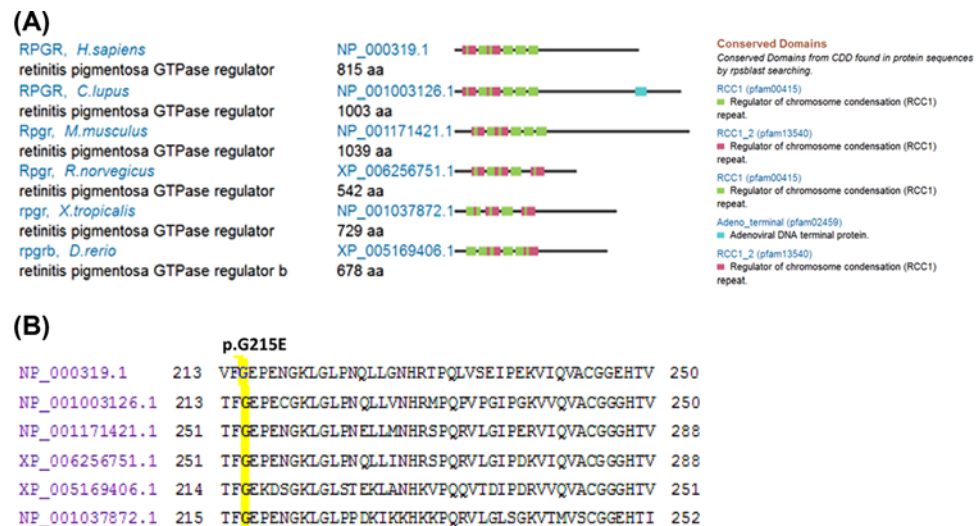 (A)
RPGR, H.sapiens NP_000319.1
retinitis pigmentosa GTPase regulator 815 aa
RPGR, C.lupus NP_001003126.1
retinitis pigmentosa GTPase regulator 1003 aa
Rpgr, M.musculus NP_001171421.1
retinitis pigmentosa GTPase regulator 1039 aa
Rpgr, R.norvegicus XP_006256751.1
retinitis pigmentosa GTPase regulator 542 aa
rpgr, X.tropicalis NP_001037872.1
retinitis pigmentosa GTPase regulator 729 aa
rpgrb, D.rerio XP_005169406.1
retinitis pigmentosa GTPase regulator b 678 aa
Conserved Domains
Conserved Domains from CDD found in protein sequences
by rpsblast searching.
RCC1 (pfam00415)
Regulator of chromosome condensation (RCC1)
repeat.
RCC1_2 (pfam13540)
Regulator of chromosome condensation (RCC1)
repeat.
RCC1 (pfam00415)
Regulator of chromosome condensation (RCC1)
repeat.
Adeno_terminal (pfam02459)
Adenoviral DNA terminal protein.
RCC1_2 (pfam13540)
Regulator of chromosome condensation (RCC1)
repeat.
(B)
p.G215E
NP_000319.1 213 VFGEPENGKLGLPNQLLGNHRTPQLVSEIPEKVIQVACGGEHTV 250
NP_001003126.1 213 TFGEPECGKLGLPNQLLVNHRMPQPVPGIPGKVVQVACGGGHTV 250
NP_001171421.1 251 TFGEPENGKLGLPNELLMNHRSPQRVLGIPERVIQVACGGGHTV 288
XP_006256751.1 251 TFGEPENGKLGLPNQLLINHRSPQRVLGIPDKVIQVACGGGHTV 288
XP_005169406.1 214 TFGEKDSGKLGLSTEKLANHKVPQQVTDIPDRVVQVACGGGHTV 251
NP_001037872.1 215 TFGEPENGKLGLPPDKIKKHKKPQRVLGLSGKVTMVSCGGEHTI 252